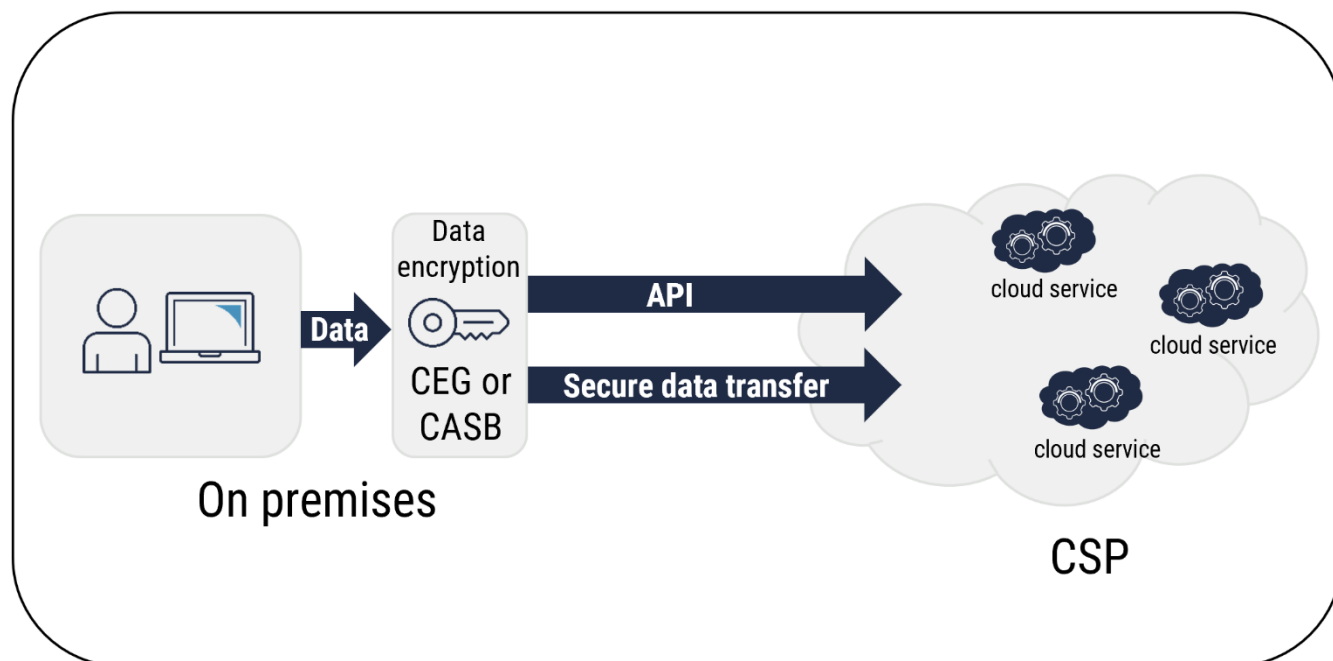 Data
Data
encryption
CEG or
CASB
API
Secure data transfer
cloud service
cloud service
cloud service
On premises
CSP